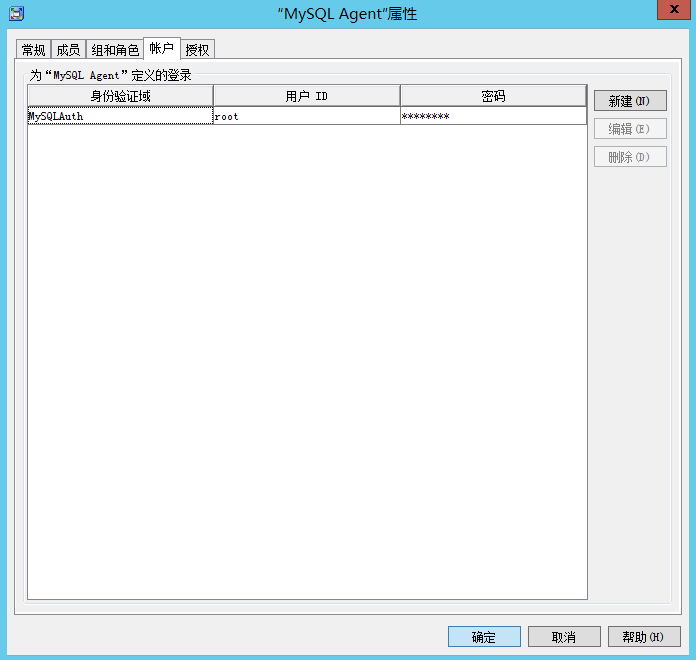 “MySQL Agent”属性
x
常规 成员 组和角色 帐户 授权
为“MySQL Agent”定义的登录
身份验证域 用户 ID 密码
MySQLAuth root ********
新建(N)
编辑(E)
删除(D)
确定 取消 帮助(H)